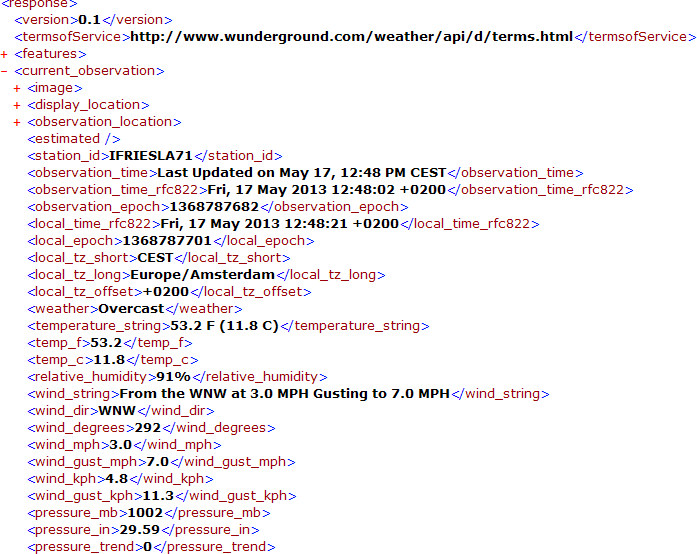 <response>
<version>0.1</version>
<termsofService>http://www.wunderground.com/weather/api/d/terms.html</termsofService>
+ <features>
− <current_observation>
+ <image>
+ <display_location>
+ <observation_location>
<estimated />
<station_id>IFRIESLA71</station_id>
<observation_time>Last Updated on May 17, 12:48 PM CEST</observation_time>
<observation_time_rfc822>Fri, 17 May 2013 12:48:02 +0200</observation_time_rfc822>
<observation_epoch>1368787682</observation_epoch>
<local_time_rfc822>Fri, 17 May 2013 12:48:21 +0200</local_time_rfc822>
<local_epoch>1368787701</local_epoch>
<local_tz_short>CEST</local_tz_short>
<local_tz_long>Europe/Amsterdam</local_tz_long>
<local_tz_offset>+0200</local_tz_offset>
<weather>Overcast</weather>
<temperature_string>53.2 F (11.8 C)</temperature_string>
<temp_f>53.2</temp_f>
<temp_c>11.8</temp_c>
<relative_humidity>91%</relative_humidity>
<wind_string>From the WNW at 3.0 MPH Gusting to 7.0 MPH</wind_string>
<wind_dir>WNW</wind_dir>
<wind_degrees>292</wind_degrees>
<wind_mph>3.0</wind_mph>
<wind_gust_mph>7.0</wind_gust_mph>
<wind_kph>4.8</wind_kph>
<wind_gust_kph>11.3</wind_gust_kph>
<pressure_mb>1002</pressure_mb>
<pressure_in>29.59</pressure_in>
<pressure_trend>0</pressure_trend>